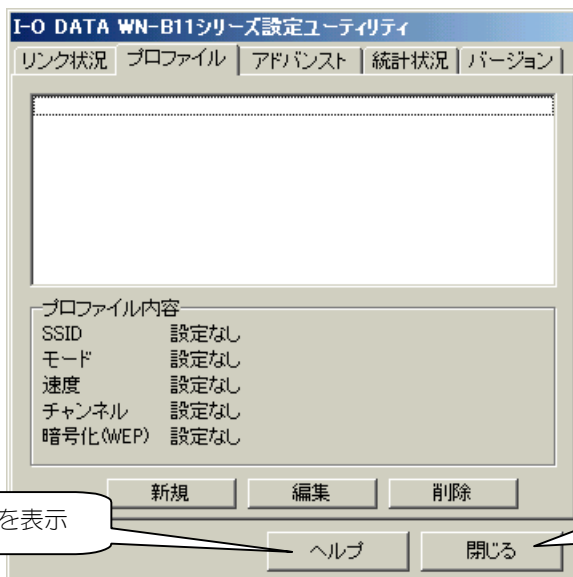 I-O DATA WN-B11シリーズ設定ユーティリティ
リンク状況 プロファイル アドバンスト 統計状況 バージョン
プロファイル内容
SSID 設定なし
モード 設定なし
速度 設定なし
チャンネル 設定なし
暗号化(WEP) 設定なし
新規 編集 削除
を表示
ヘルプ 閉じる